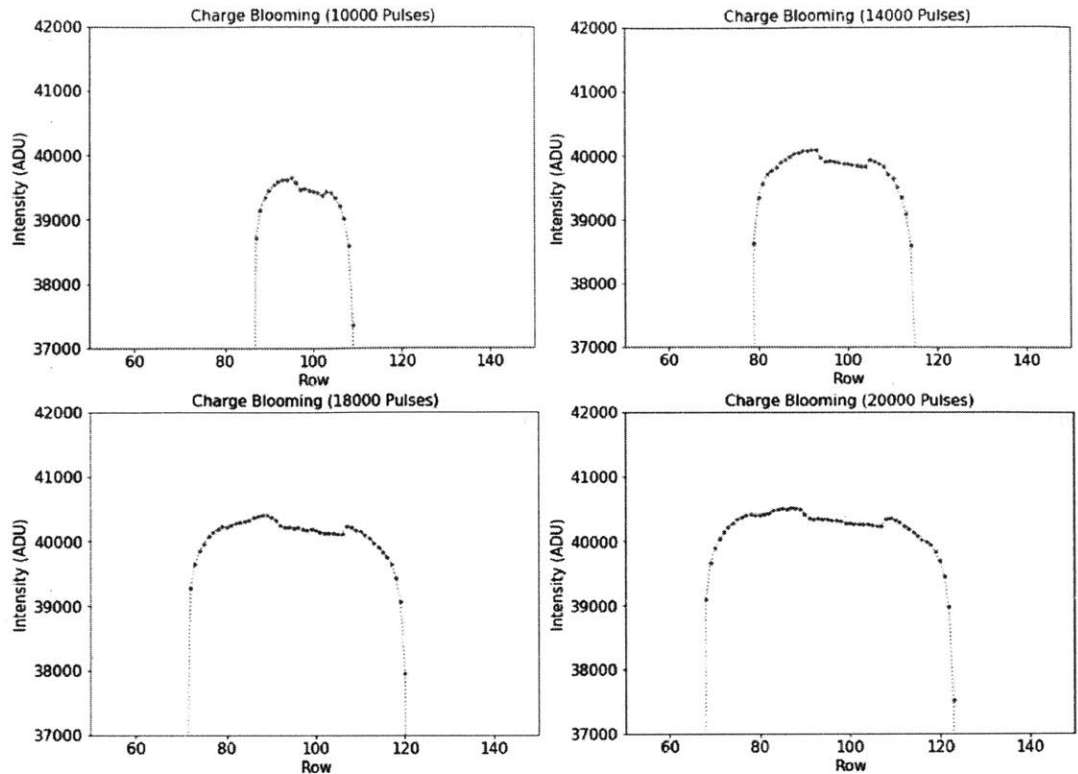 Charge Blooming (10000 Pulses)
42000
41000
40000
39000
38000
37000
Intensity (ADU)
60 80 100 120 140
Row
Charge Blooming (14000 Pulses)
42000
41000
40000
39000
38000
37000
Intensity (ADU)
60 80 100 120 140
Row
Charge Blooming (18000 Pulses)
42000
41000
40000
39000
38000
37000
Intensity (ADU)
60 80 100 120 140
Row
Charge Blooming (20000 Pulses)
42000
41000
40000
39000
38000
37000
Intensity (ADU)
60 80 100 120 140
Row